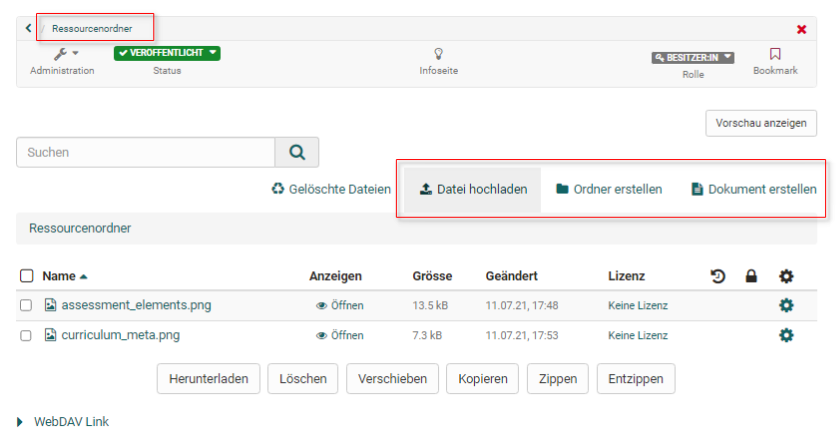 / Ressourcenordner
Administration
VERÖFFENTLICHT
Status
Infoseite
BESITZER:IN
Rolle
Bookmark
Vorschau anzeigen
Suchen
Gelöschte Dateien Datei hochladen Ordner erstellen Dokument erstellen
Ressourcenordner
Name Anzeigen Grösse Geändert Lizenz
assessment_elements.png Öffnen 13.5 kB 11.07.21, 17:48 Keine Lizenz
curriculum_meta.png Öffnen 7.3 kB 11.07.21, 17:53 Keine Lizenz
Herunterladen Löschen Verschieben Kopieren Zippen Entzippen
WebDAV Link